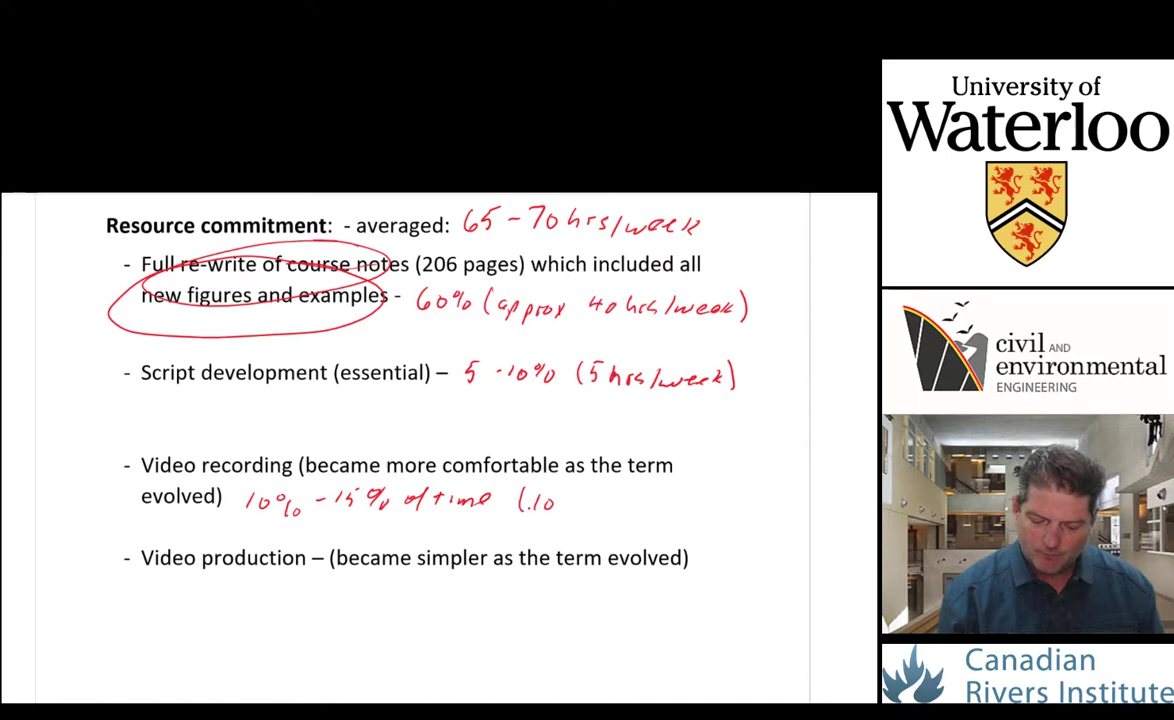 University of
Waterloo
Resource commitment: - averaged: 65 - 70 hrs/week
- Full re-write of course notes (206 pages) which included all
new figures and examples - 60% (approx 40 hrs/week)
- Script development (essential) – 5 - 10% (5 hrs/week)
- Video recording (became more comfortable as the term
evolved) 10% - 15% of time (.10
- Video production – (became simpler as the term evolved)
civil AND
environmental
ENGINEERING
Canadian
Rivers Institute